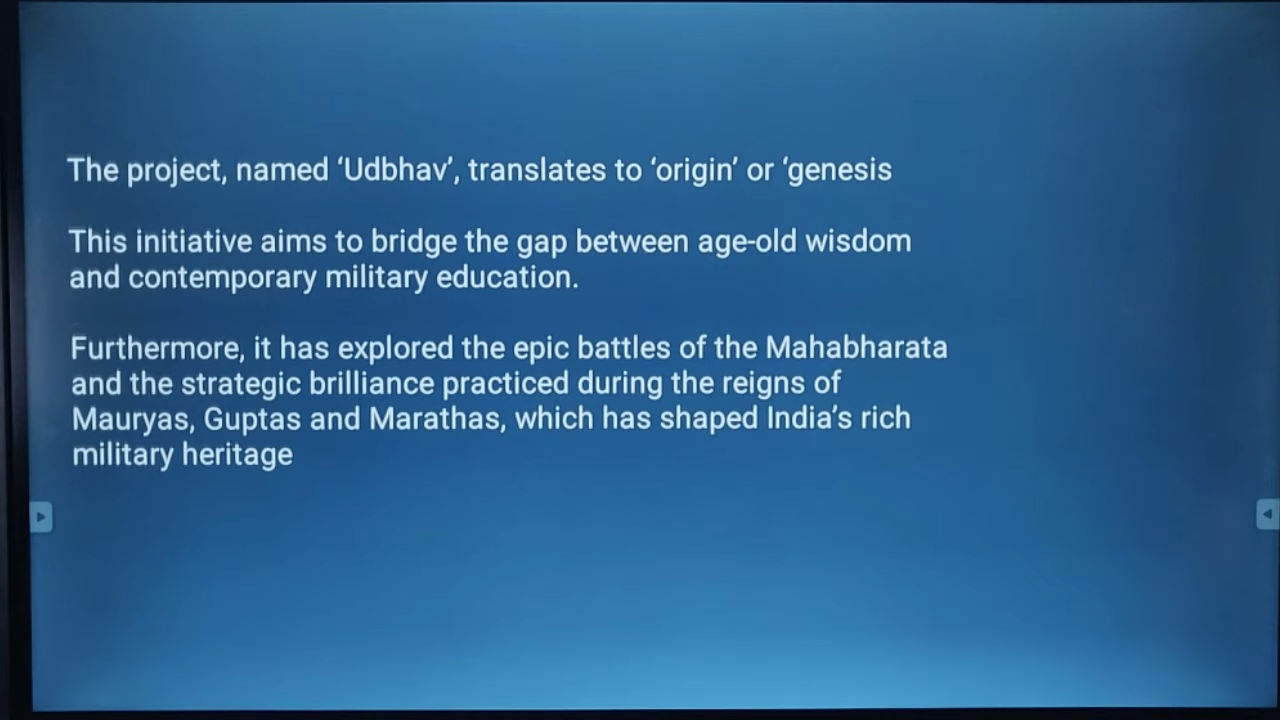 The project, named ‘Udbhav’, translates to ‘origin’ or ‘genesis
This initiative aims to bridge the gap between age-old wisdom
and contemporary military education.
Furthermore, it has explored the epic battles of the Mahabharata
and the strategic brilliance practiced during the reigns of
Mauryas, Guptas and Marathas, which has shaped India’s rich
military heritage